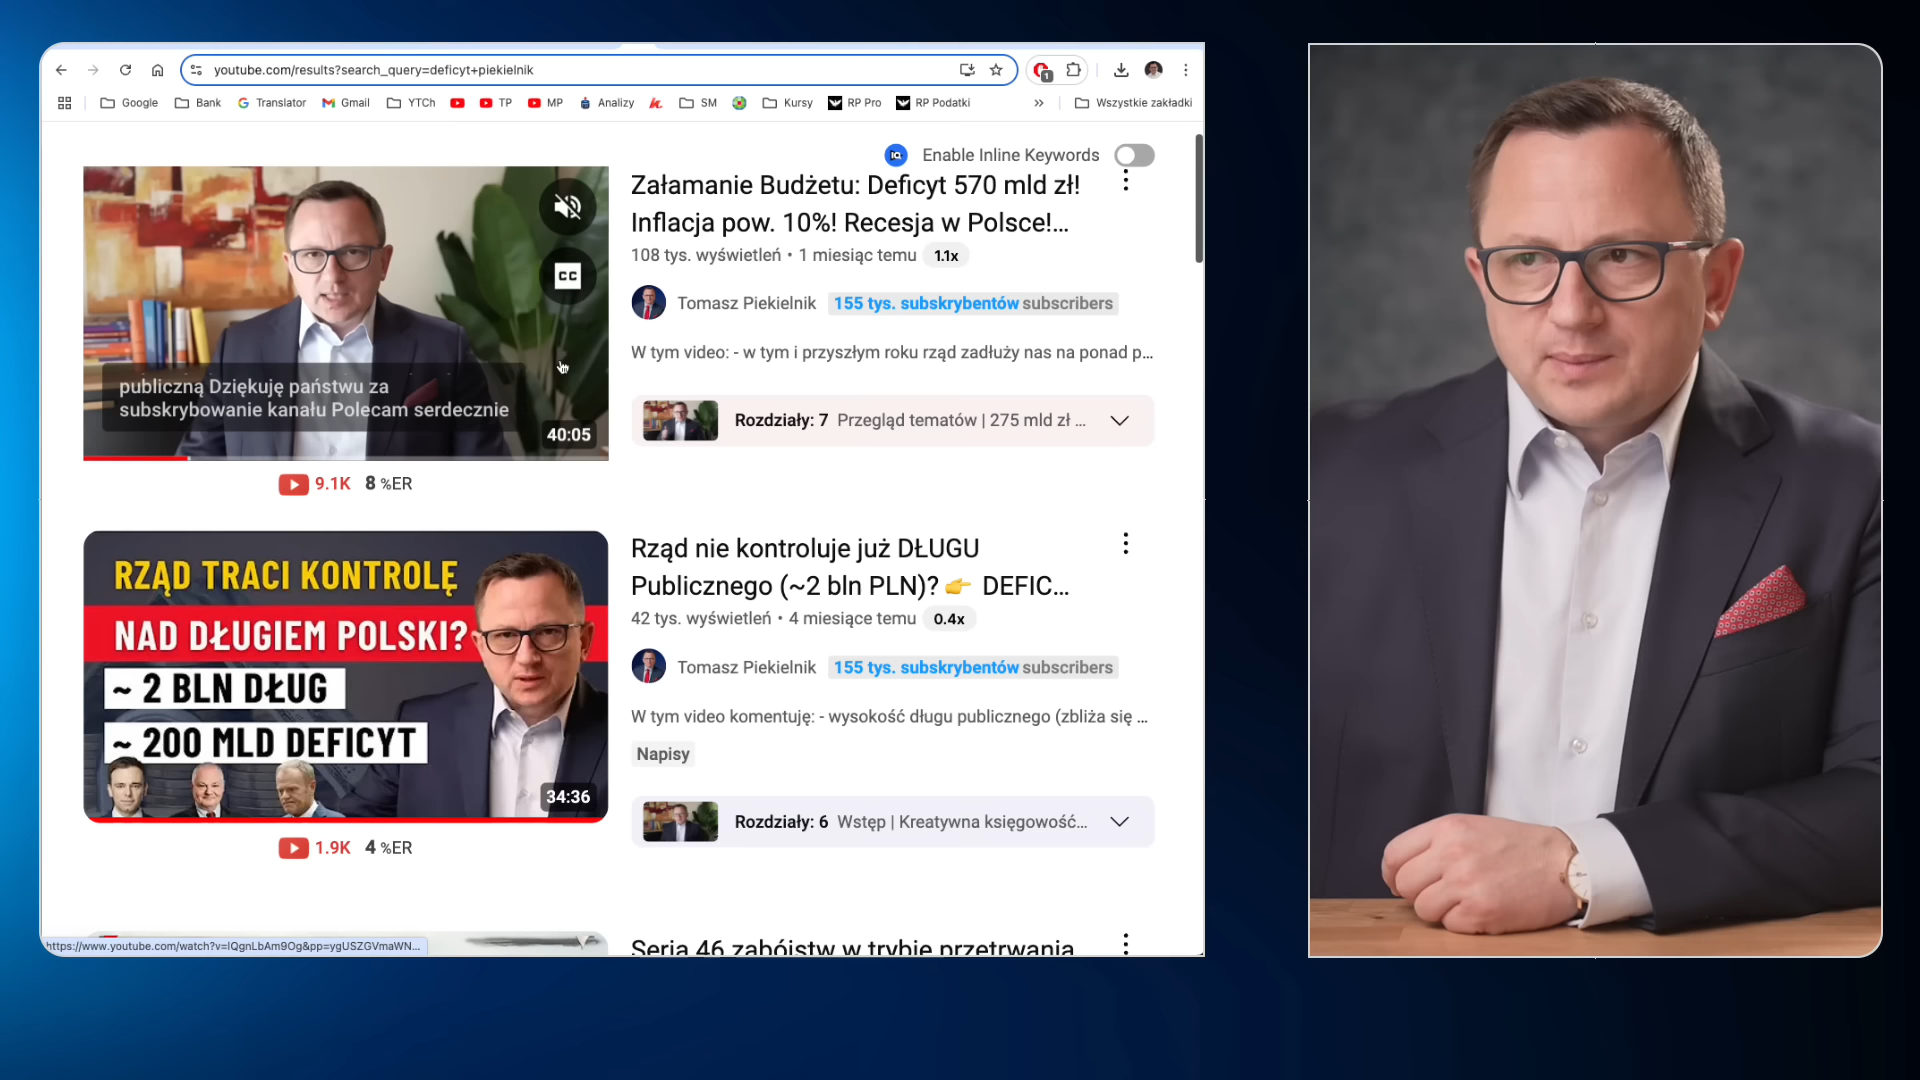 youtube.com/results?search_query=deficyt+piekielnik
1
Google
Bank
Translator
Gmail
YTCh
TP
MP
Analizy
SM
Kursy
RP Pro
RP Podatki
Wszystkie zakładki
Enable Inline Keywords
Załamanie Budżetu: Deficyt 570 mld zł!
Inflacja pow. 10%! Recesja w Polsce!...
108 tys. wyświetleń • 1 miesiąc temu 1.1x
Tomasz Piekielnik 155 tys. subskrybentów subscribers
W tym video: - w tym i przyszłym roku rząd zadłuży nas na ponad p...
Rozdziały: 7 Przegląd tematów | 275 mld zł ...
CC
publiczną Dziękuję państwu za
subskrybowanie kanału Polecam serdecznie
40:05
9.1K 8 %ER
RZĄD TRACI KONTROLĘ
NAD DŁUGIEM POLSKI?
~ 2 BLN DŁUG
~ 200 MLD DEFICYT
34:36
1.9K 4 %ER
Rząd nie kontroluje już DŁUGU
Publicznego (~2 bln PLN)? 👉 DEFIC...
42 tys. wyświetleń • 4 miesiące temu 0.4x
Tomasz Piekielnik 155 tys. subskrybentów subscribers
W tym video komentuję: - wysokość długu publicznego (zbliża się ...
Napisy
Rozdziały: 6 Wstęp | Kreatywna księgowość...
Seria 46 zabójstw w trybie przetrwania
https://www.youtube.com/watch?v=lQgnLbAm9Og&pp=ygUSZGVmaWN...